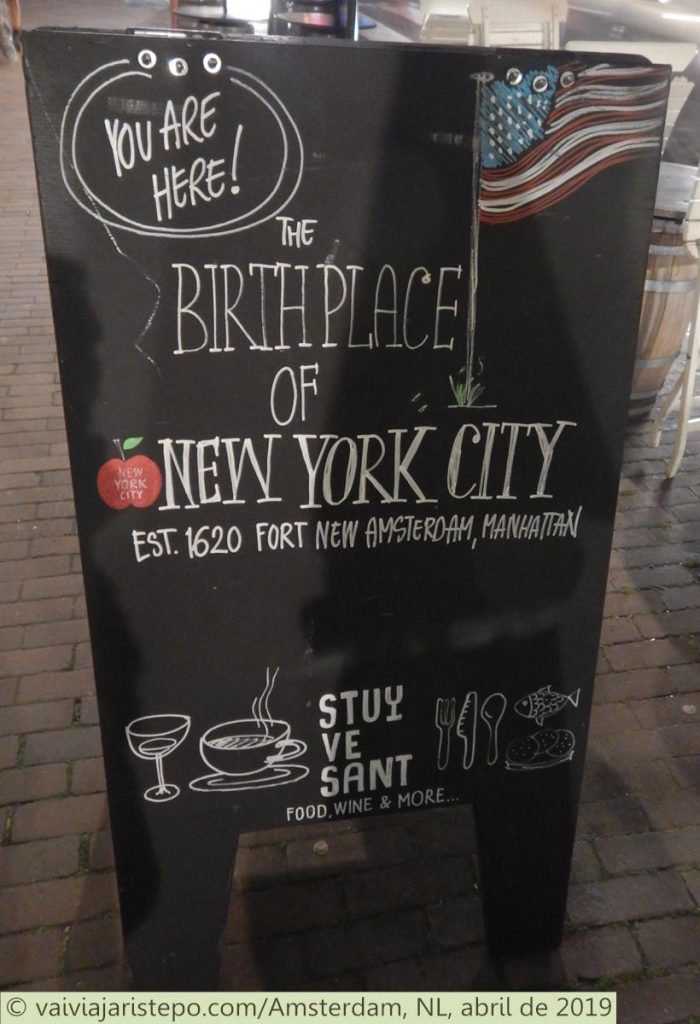 YOU ARE
HERE!
THE
BIRTHPLACE
OF
NEW YORK CITY
NEW
YORK
CITY
EST. 1620 FORT NEW AMSTERDAM, MANHATTAN
STUY
VE
SANT
FOOD, WINE & MORE...
© vaiviajaristepo.com/Amsterdam, NL, abril de 2019